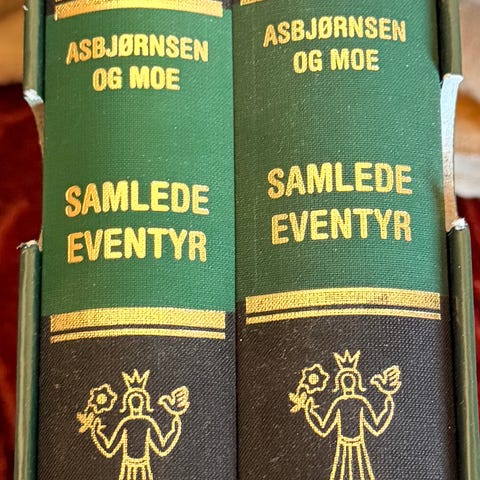 ASBJØRNSEN
OG MOE
SAMLEDE
EVENTYR
ASBJØRNSEN
OG MOE
SAMLEDE
EVENTYR